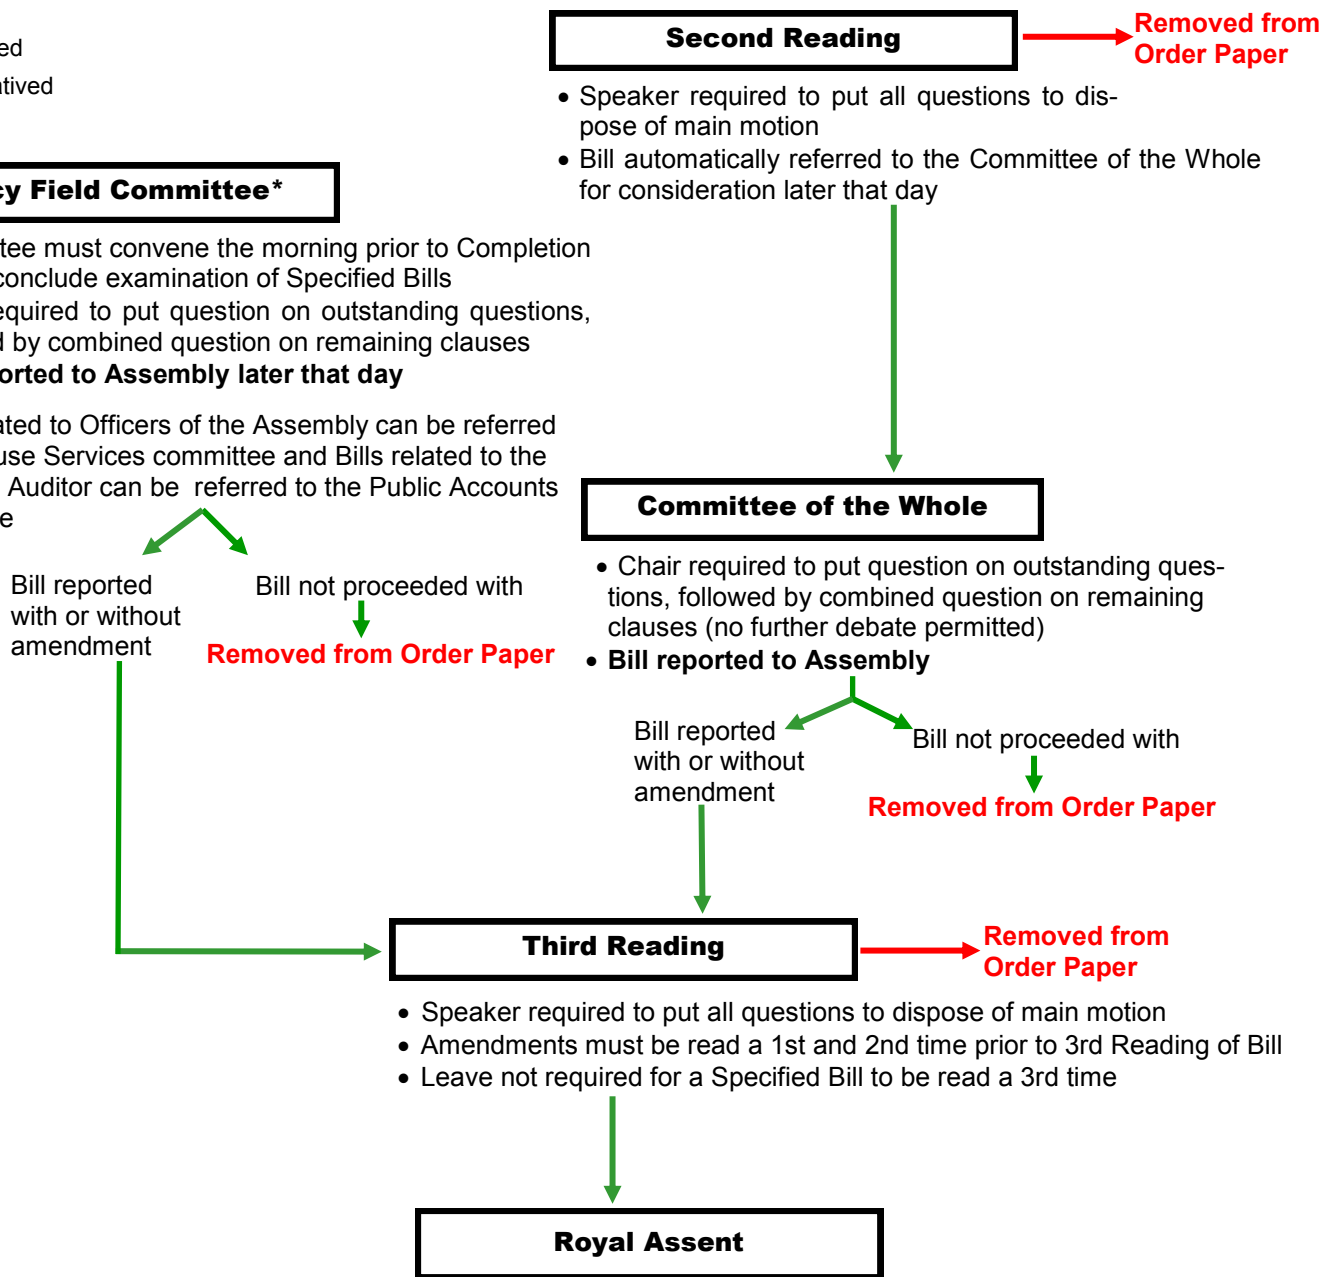 Second Reading
Removed from
Order Paper
• Speaker required to put all questions to dis-
pose of main motion
• Bill automatically referred to the Committee of the Whole
for consideration later that day
Field Committee*
must convene the morning prior to Completion
conclude examination of Specified Bills
required to put question on outstanding questions,
by combined question on remaining clauses
to Assembly later that day
to Officers of the Assembly can be referred
Services committee and Bills related to the
Auditor can be referred to the Public Accounts
Bill reported
with or without
amendment
Bill not proceeded with
Removed from Order Paper
Committee of the Whole
• Chair required to put question on outstanding ques-
tions, followed by combined question on remaining
clauses (no further debate permitted)
• Bill reported to Assembly
Bill reported
with or without
amendment
Bill not proceeded with
Removed from Order Paper
Third Reading
Removed from
Order Paper
• Speaker required to put all questions to dispose of main motion
• Amendments must be read a 1st and 2nd time prior to 3rd Reading of Bill
• Leave not required for a Specified Bill to be read a 3rd time
Royal Assent